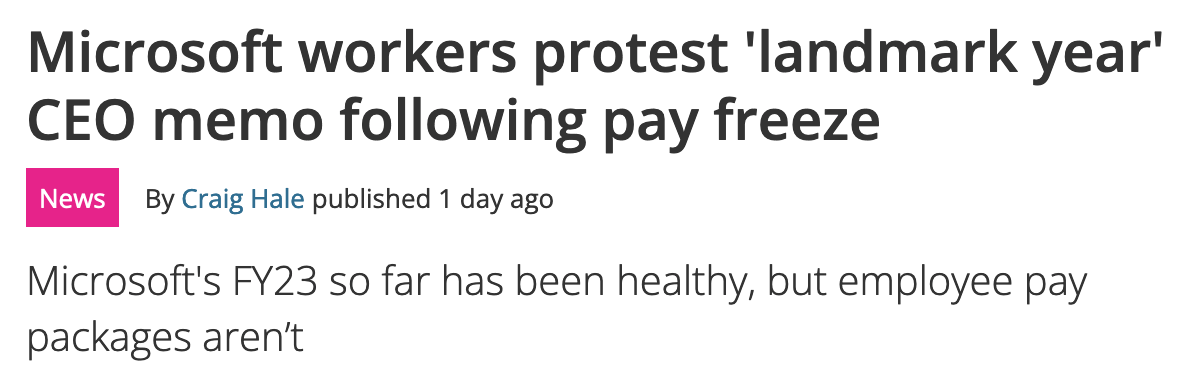 Microsoft workers protest 'landmark year'
CEO memo following pay freeze
News By Craig Hale published 1 day ago
Microsoft's FY23 so far has been healthy, but employee pay
packages aren’t